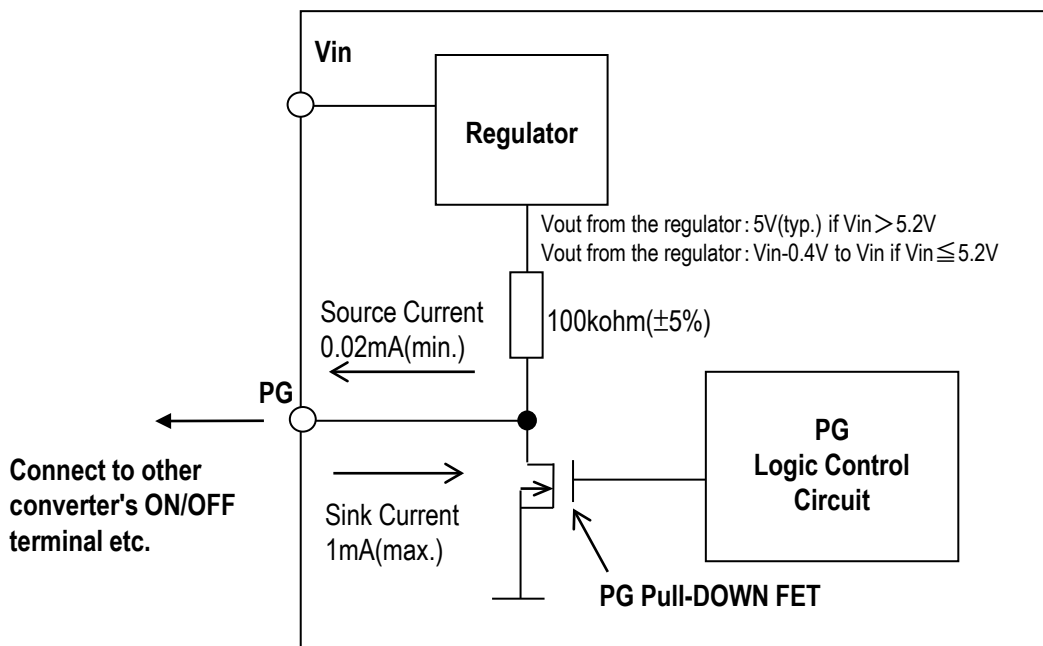 Vin
Regulator
Vout from the regulator：5V(typ.) if Vin＞5.2V
Vout from the regulator：Vin-0.4V to Vin if Vin≦5.2V
100kohm(±5%)
Source Current
0.02mA(min.)
PG
Connect to other
converter's ON/OFF
terminal etc.
Sink Current
1mA(max.)
PG
Logic Control
Circuit
PG Pull-DOWN FET